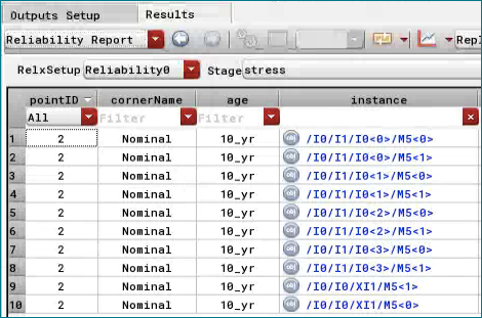 Outputs Setup Results
Reliability Report Repl
RelxSetup Reliability0 Stage stress
pointID cornerName age instance
All Filter Filter
1 2 Nominal 10_yr /I0/I1/I0<0>/M5<0>
2 2 Nominal 10_yr /I0/I1/I0<0>/M5<1>
3 2 Nominal 10_yr /I0/I1/I0<1>/M5<0>
4 2 Nominal 10_yr /I0/I1/I0<1>/M5<1>
5 2 Nominal 10_yr /I0/I1/I0<2>/M5<0>
6 2 Nominal 10_yr /I0/I1/I0<2>/M5<1>
7 2 Nominal 10_yr /I0/I1/I0<3>/M5<0>
8 2 Nominal 10_yr /I0/I1/I0<3>/M5<1>
9 2 Nominal 10_yr /I0/I0/XI1/M5<1>
10 2 Nominal 10_yr /I0/I0/XI1/M5<0>